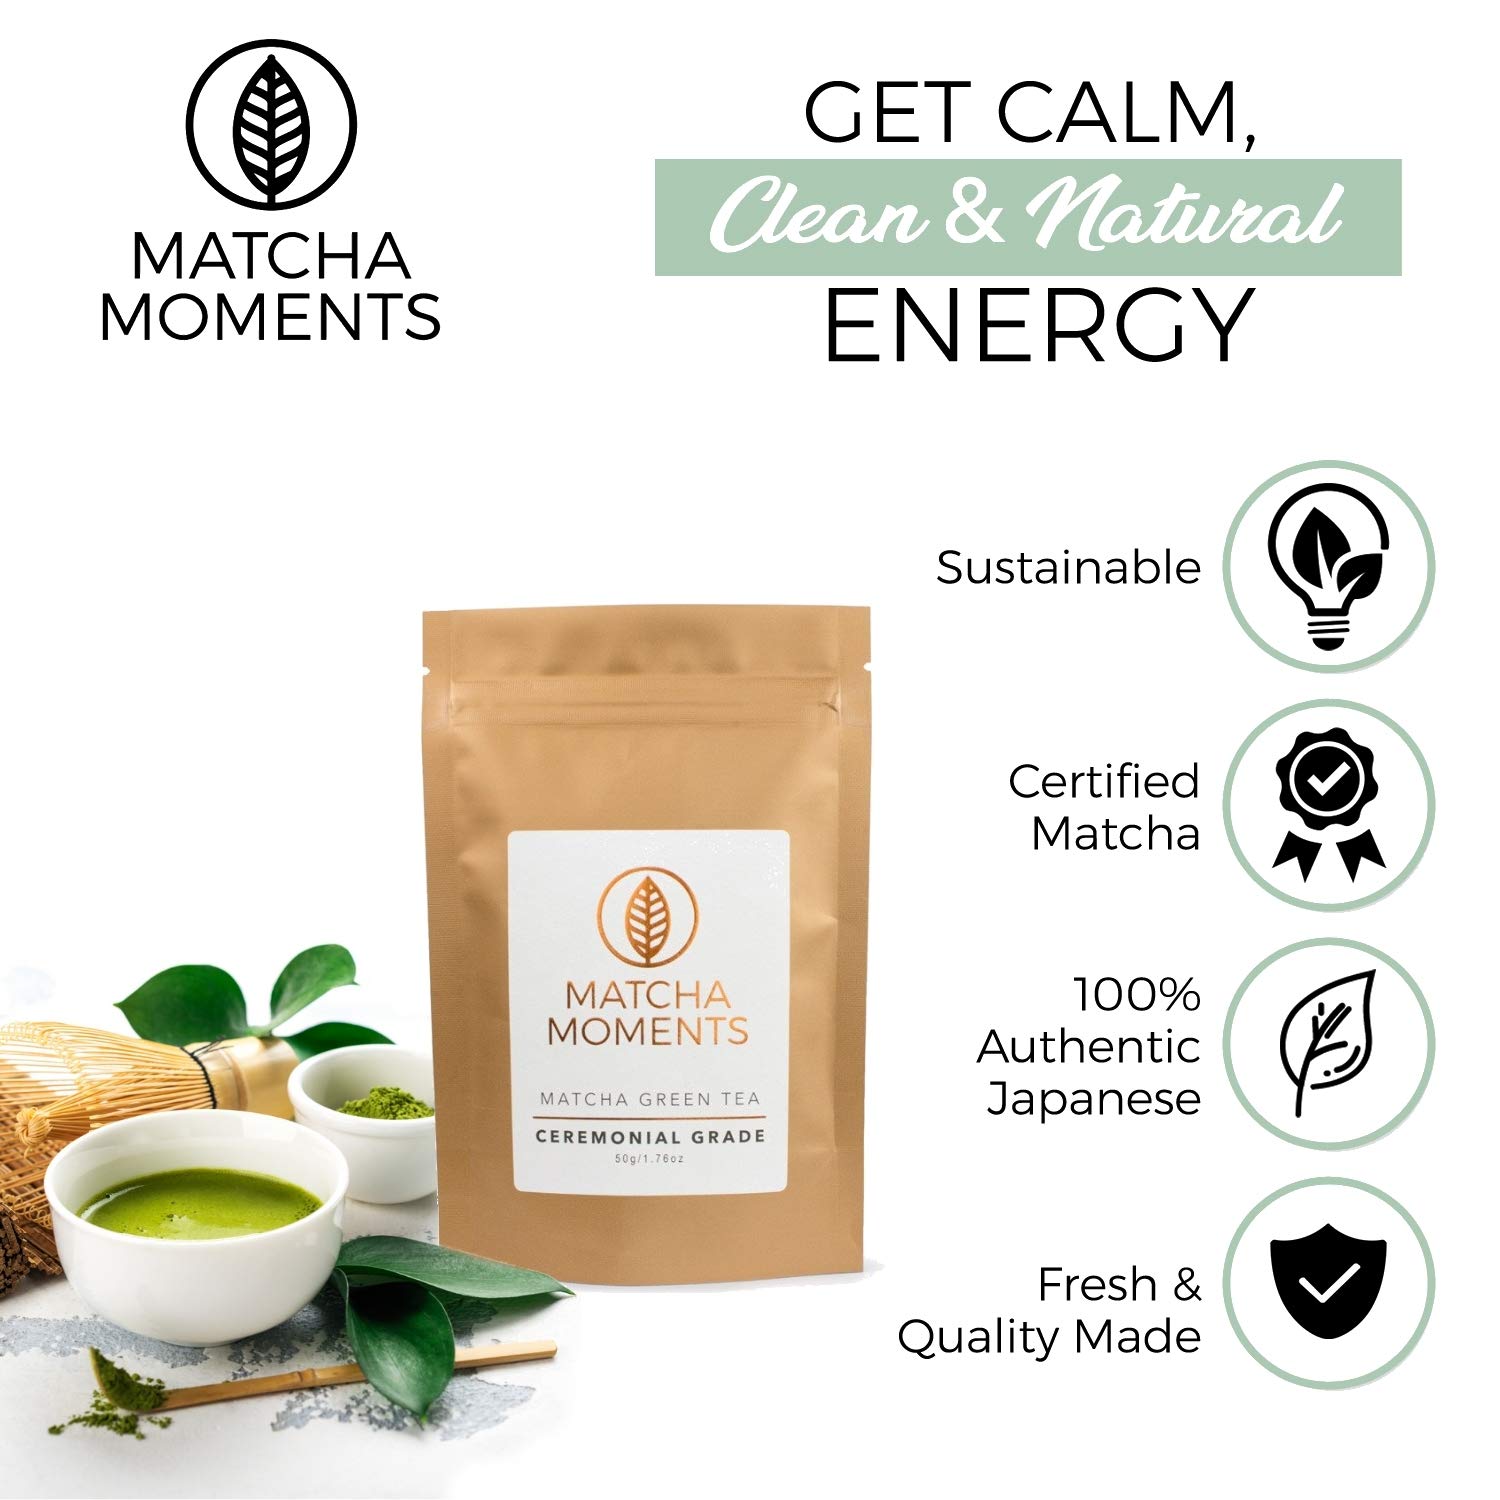 MATCHA
MOMENTS
GET CALM,
Clean & Natural
ENERGY
Sustainable
Certified
Matcha
100%
Authentic
Japanese
Fresh &
Quality Made
MATCHA
MOMENTS
MATCHA GREEN TEA
CEREMONIAL GRADE
50g/1.76oz